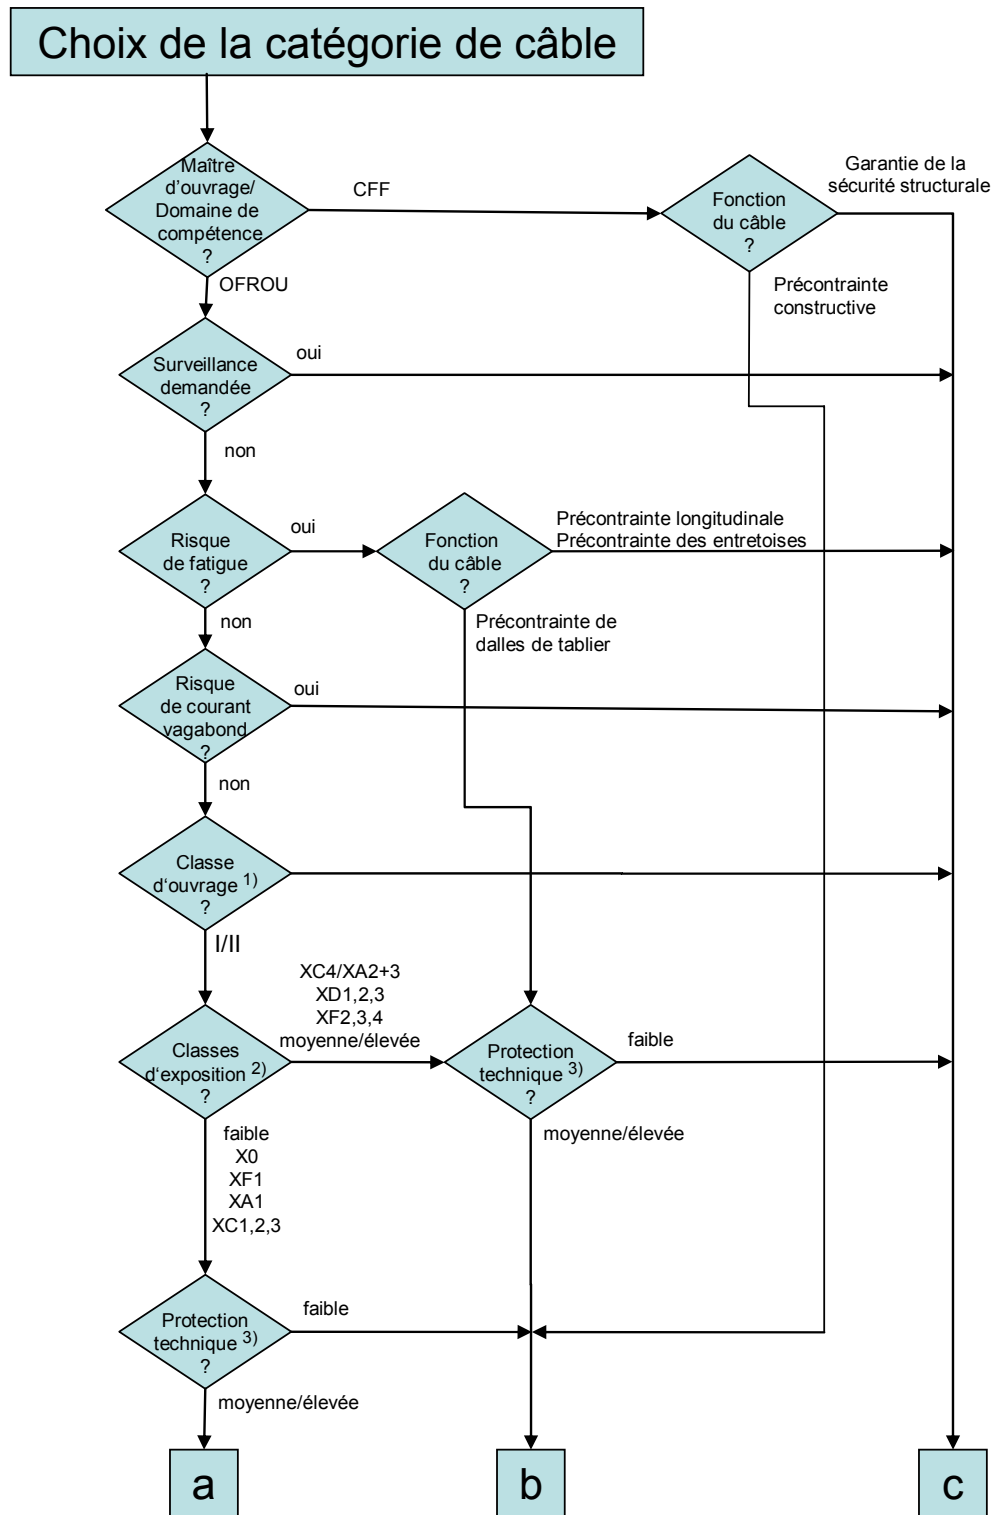 Choix de la catégorie de câble
Maître
d'ouvrage/
Domaine de
compétence
?
CFF
Fonction
du câble
?
Garantie de la
sécurité structurale
Précontrainte
constructive
OFROU
Surveillance
demandée
?
oui
non
Risque
de fatigue
?
oui
Fonction
du câble
?
Précontrainte longitudinale
Précontrainte des entretoises
Précontrainte de
dalles de tablier
non
Risque
de courant
vagabond
?
oui
non
Classe
d'ouvrage 1)
?
I/II
XC4/XA2+3
XD1,2,3
XF2,3,4
moyenne/élevée
Classes
d'exposition 2)
?
Protection
technique 3)
?
faible
moyenne/élevée
faible
X0
XF1
XA1
XC1,2,3
Protection
technique 3)
?
faible
moyenne/élevée
a
b
c